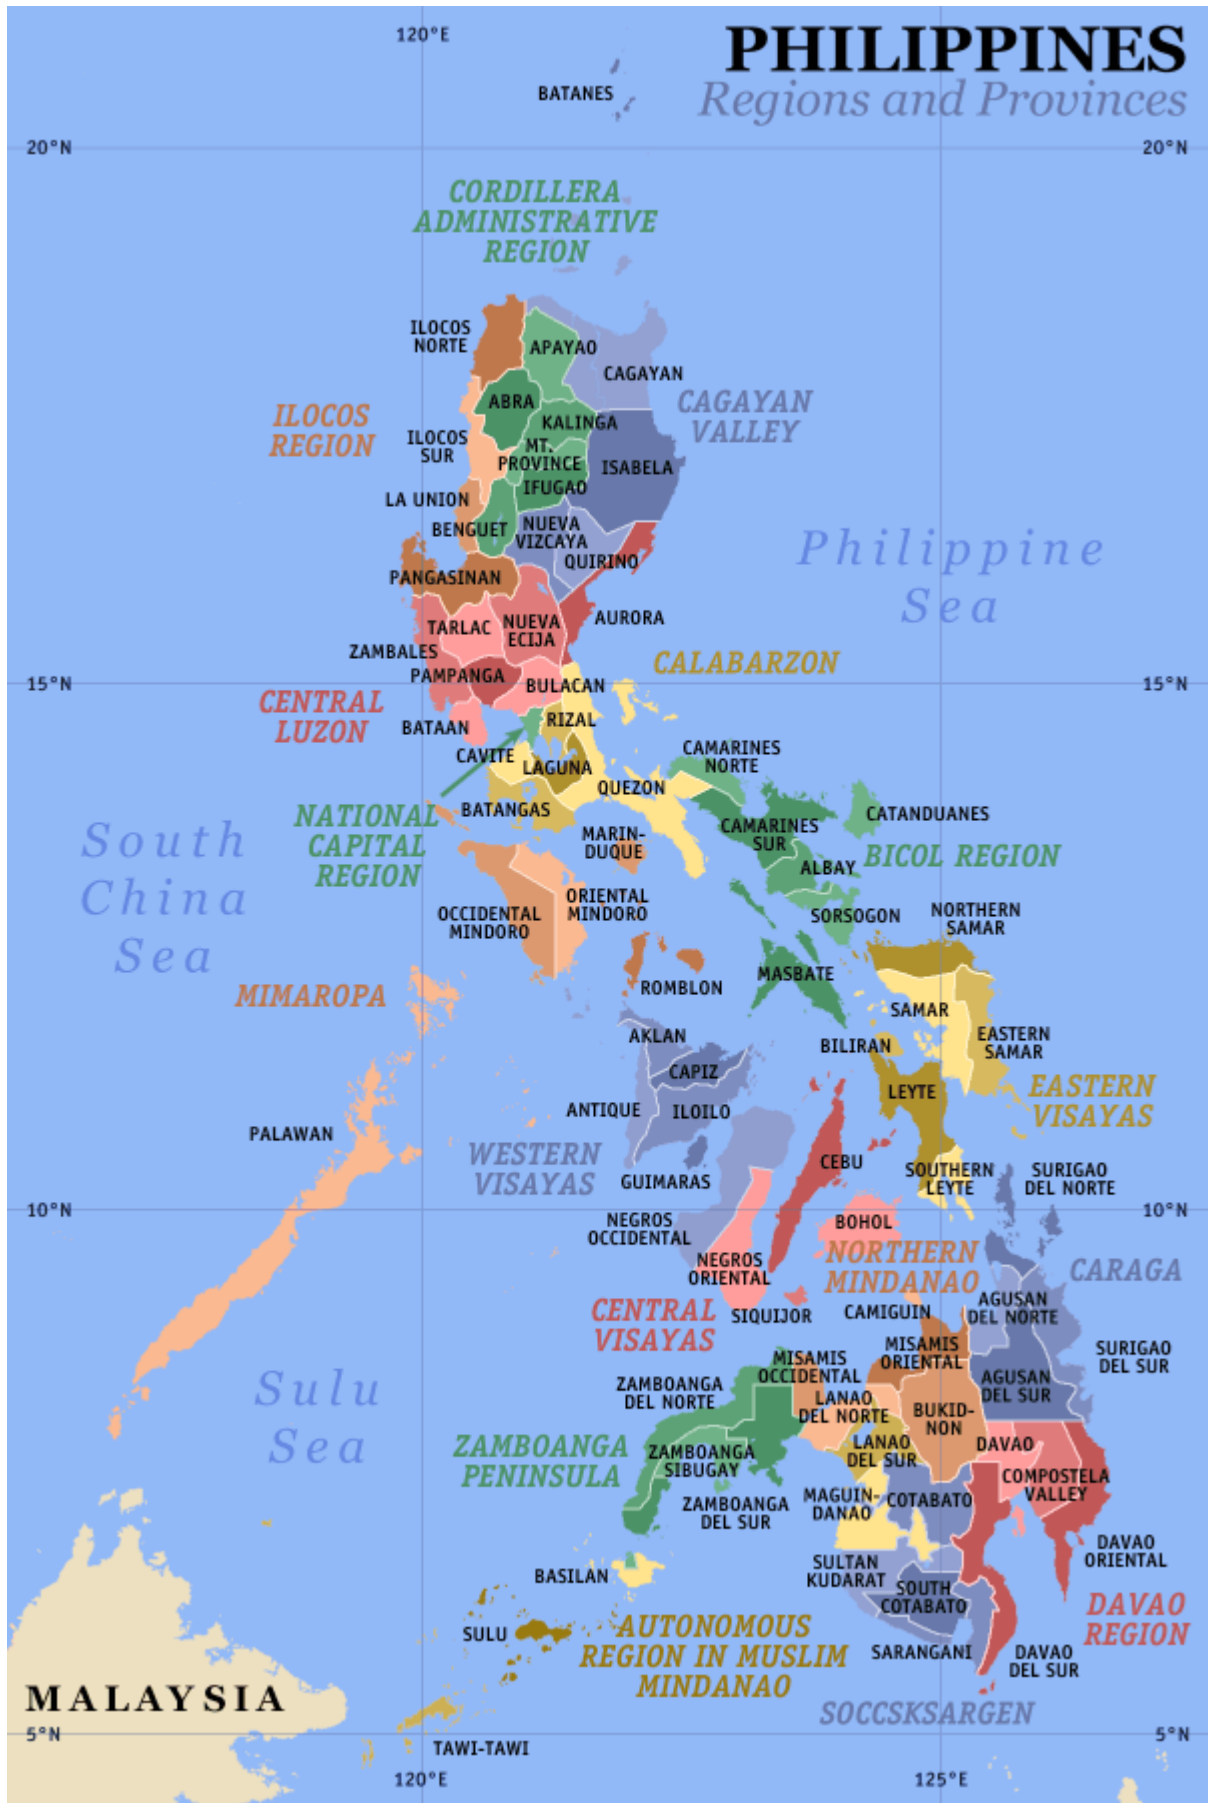 120°E
PHILIPPINES
Regions and Provinces
BATANES
20°N
20°N
CORDILLERA
ADMINISTRATIVE
REGION
ILOCOS
NORTE
APAYAO
CAGAYAN
ABRA
CAGAYAN
VALLEY
ILOCOS
REGION
KALINGA
ILOCOS
SUR
MT.
PROVINCE
ISABELA
IFUGAO
LA UNION
BENGUET
NUEVA
VIZCAYA
QUIRINO
Philippine
Sea
PANGASINAN
AURORA
TARLAC
NUEVA
ECIJA
ZAMBALES
CALABARZON
PAMPANGA
BULACAN
15°N
15°N
CENTRAL
LUZON
BATAAN
RIZAL
CAVITE
LAGUNA
CAMARINES
NORTE
QUEZON
BATANGAS
NATIONAL
CAPITAL
REGION
CATANDUANES
CAMARINES
SUR
MARIN-
DUQUE
BICOL REGION
ALBAY
South
China
Sea
ORIENTAL
MINDORO
OCCIDENTAL
MINDORO
SORSOGON
NORTHERN
SAMAR
MASBATE
ROMBLON
MIMAROPA
SAMAR
AKLAN
BILIRAN
EASTERN
SAMAR
CAPIZ
LEYTE
EASTERN
VISAYAS
ANTIQUE
ILOILO
PALAWAN
WESTERN
VISAYAS
CEBU
GUIMARAS
SOUTHERN
LEYTE
SURIGAO
DEL NORTE
10°N
10°N
NEGROS
OCCIDENTAL
BOHOL
NEGROS
ORIENTAL
NORTHERN
MINDANAO
CARAGA
CENTRAL
VISAYAS
SIQUIJOR
CAMIGUIN
AGUSAN
DEL NORTE
MISAMIS
ORIENTAL
SURIGAO
DEL SUR
MISAMIS
OCCIDENTAL
Sulu
Sea
ZAMBOANGA
DEL NORTE
LANAO
DEL NORTE
AGUSAN
DEL SUR
BUKID-
NON
ZAMBOANGA
PENINSULA
ZAMBOANGA
SIBUGAY
LANAO
DEL SUR
DAVAO
COMPOSTELA
VALLEY
MAGUIN-
DANAO
COTABATO
ZAMBOANGA
DEL SUR
DAVAO
ORIENTAL
BASILAN
SULTAN
KUDARAT
SOUTH
COTABATO
DAVAO
REGION
SULU
AUTONOMOUS
REGION IN MUSLIM
MINDANAO
SARANGANI
DAVAO
DEL SUR
MALAYSIA
SOCCSKSARGEN
5°N
5°N
TAWI-TAWI
120°E
125°E